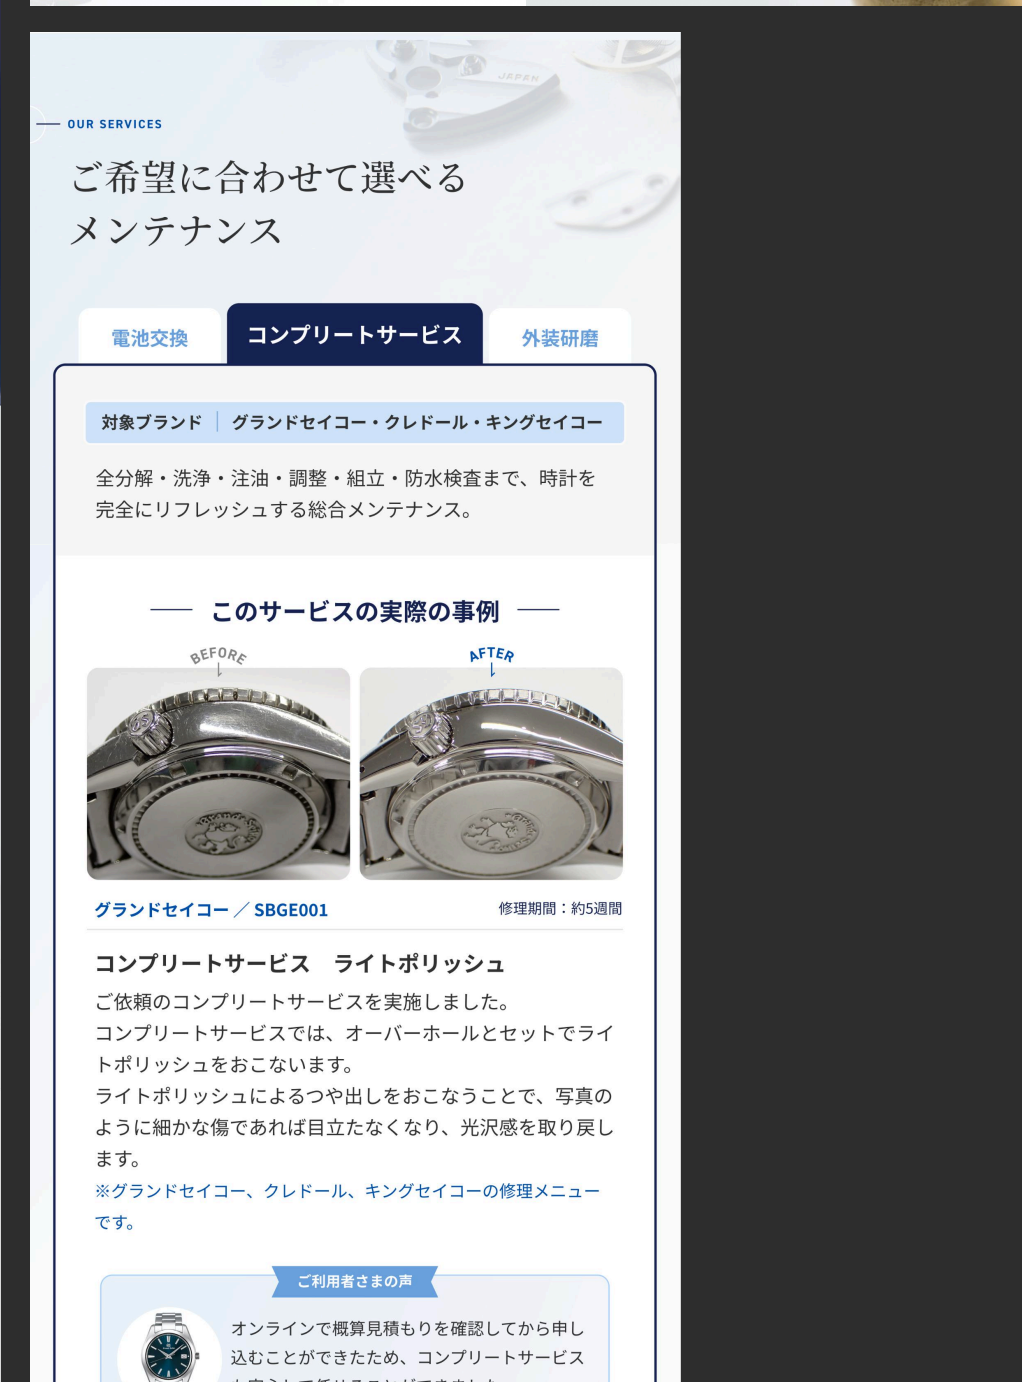 JAPAN
OUR SERVICES
ご希望に合わせて選べる
メンテナンス
電池交換
コンプリートサービス
外装研磨
対象ブランド
グランドセイコー・クレドール・キングセイコー
全分解・洗浄・注油・調整・組立・防水検査まで、時計を
完全にリフレッシュする総合メンテナンス。
このサービスの実際の事例
BEFORE
AFTER
グランドセイコー ／ SBGE001
修理期間：約5週間
コンプリートサービス　ライトポリッシュ
ご依頼のコンプリートサービスを実施しました。
コンプリートサービスでは、オーバーホールとセットでライ
トポリッシュをおこないます。
ライトポリッシュによるつや出しをおこなうことで、写真の
ように細かな傷であれば目立たなくなり、光沢感を取り戻し
ます。
※グランドセイコー、クレドール、キングセイコーの修理メニュー
です。
ご利用者さまの声
オンラインで概算見積もりを確認してから申し
込むことができたため、コンプリートサービス